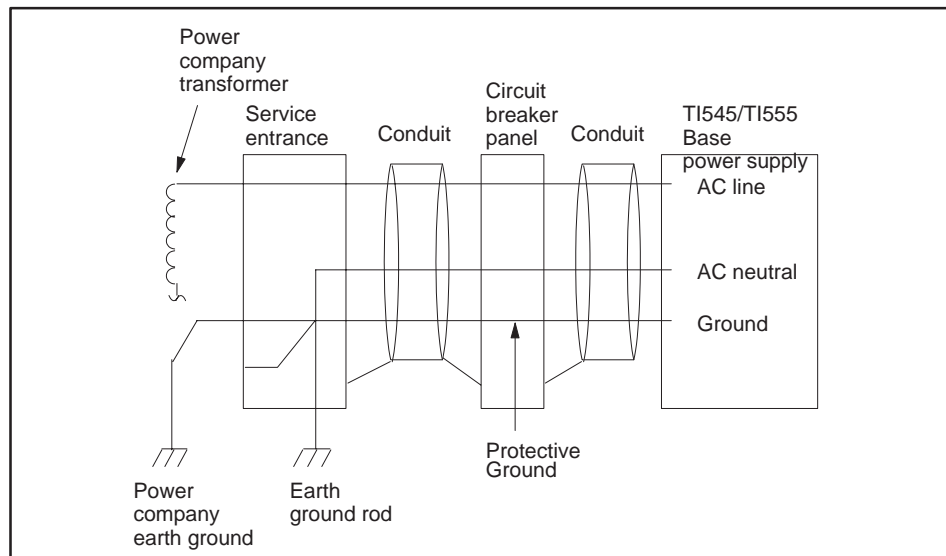 Power
company
transformer
Service
entrance
Conduit
Circuit
breaker
panel
Conduit
TI545/TI555
Base
power supply
AC line
AC neutral
Ground
Protective
Ground
Power
company
earth ground
Earth
ground rod